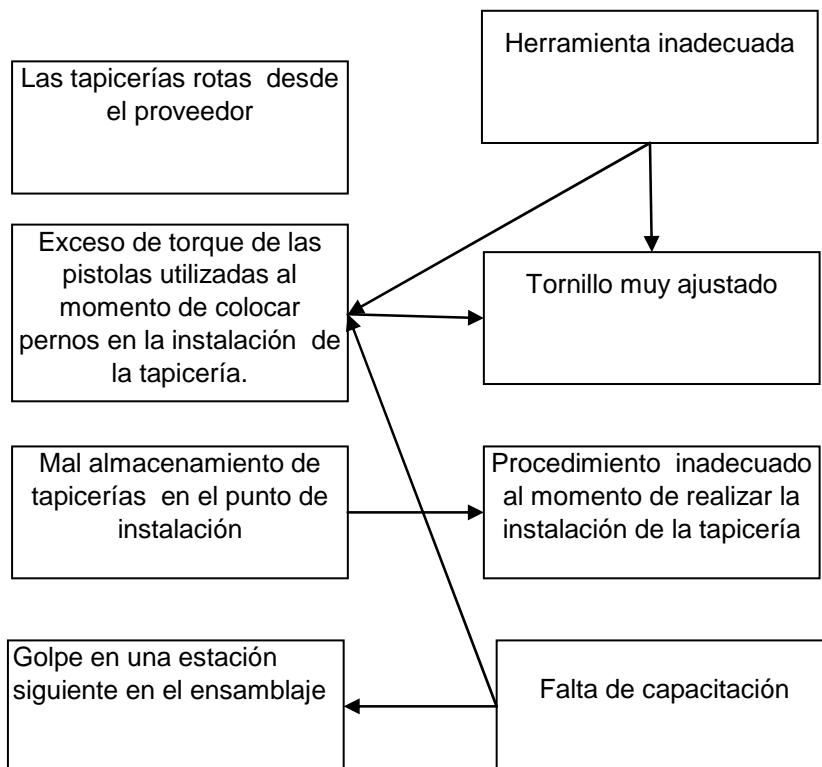 Herramienta inadecuada
Las tapicerías rotas desde
el proveedor
Exceso de torque de las
pistolas utilizadas al
momento de colocar
pernos en la instalación de
la tapicería.
Tornillo muy ajustado
Mal almacenamiento de
tapicerías en el punto de
instalación
Procedimiento inadecuado
al momento de realizar la
instalación de la tapicería
Golpe en una estación
siguiente en el ensamblaje
Falta de capacitación